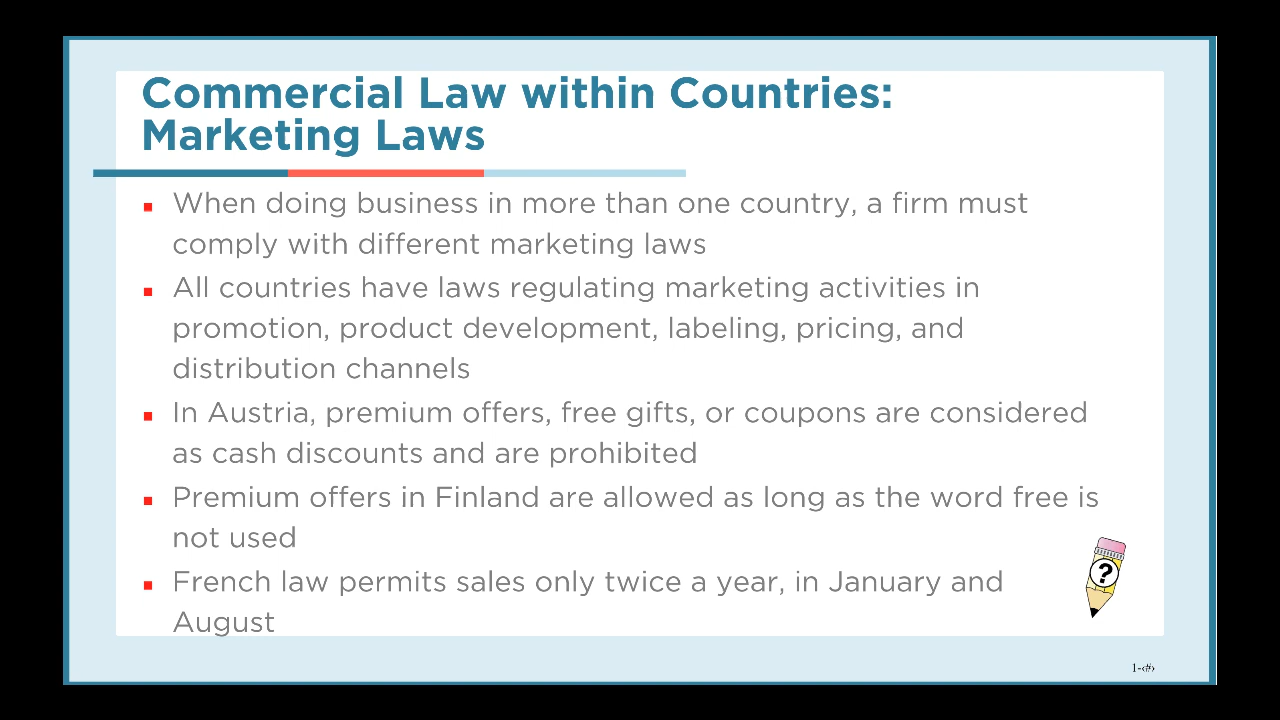 Commercial Law within Countries:
Marketing Laws
▪ When doing business in more than one country, a firm must
comply with different marketing laws
▪ All countries have laws regulating marketing activities in
promotion, product development, labeling, pricing, and
distribution channels
▪ In Austria, premium offers, free gifts, or coupons are considered
as cash discounts and are prohibited
▪ Premium offers in Finland are allowed as long as the word free is
not used
▪ French law permits sales only twice a year, in January and
August
?
1-‹#›